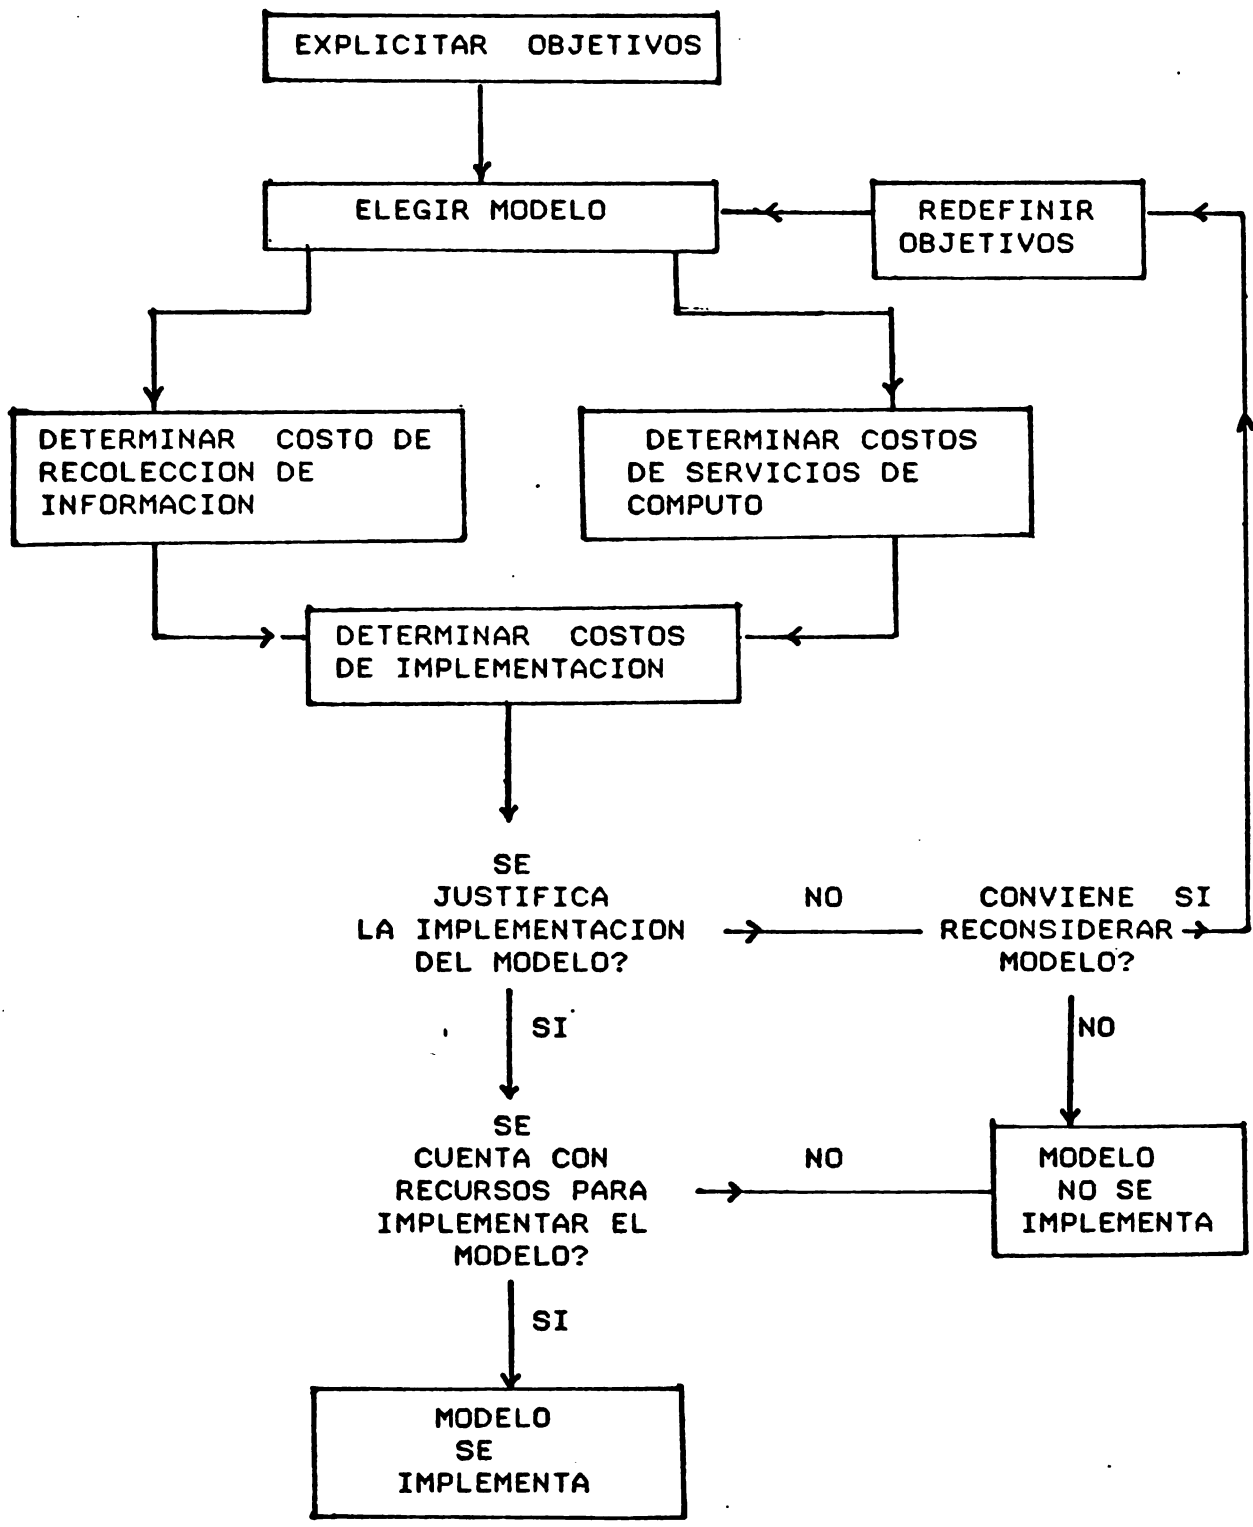 EXPLICITAR OBJETIVOS
ELEGIR MODELO
REDEFINIR
OBJETIVOS
DETERMINAR COSTO DE
RECOLECCION DE
INFORMACION
DETERMINAR COSTOS
DE SERVICIOS DE
COMPUTO
DETERMINAR COSTOS
DE IMPLEMENTACION
SE
JUSTIFICA
LA IMPLEMENTACION
DEL MODELO?
NO
CONVIENE
RECONSIDERAR
MODELO?
SI
SI
NO
SE
CUENTA CON
RECURSOS PARA
IMPLEMENTAR EL
MODELO?
NO
MODELO
NO SE
IMPLEMENTA
SI
MODELO
SE
IMPLEMENTA